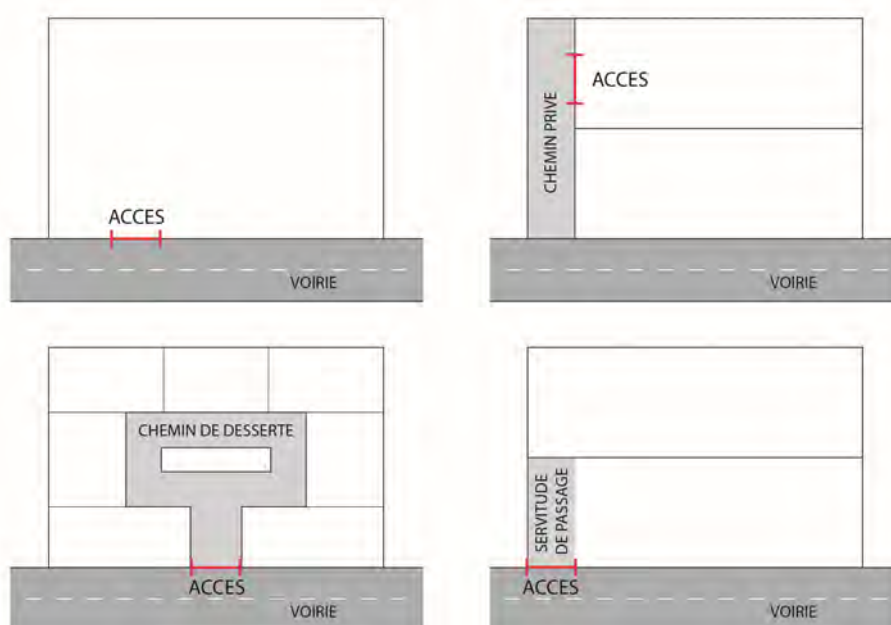 ACCES
VOIRIE
CHEMIN PRIVE
ACCES
VOIRIE
CHEMIN DE DESSERTE
ACCES
VOIRIE
SERVITUDE
DE PASSAGE
ACCES
VOIRIE